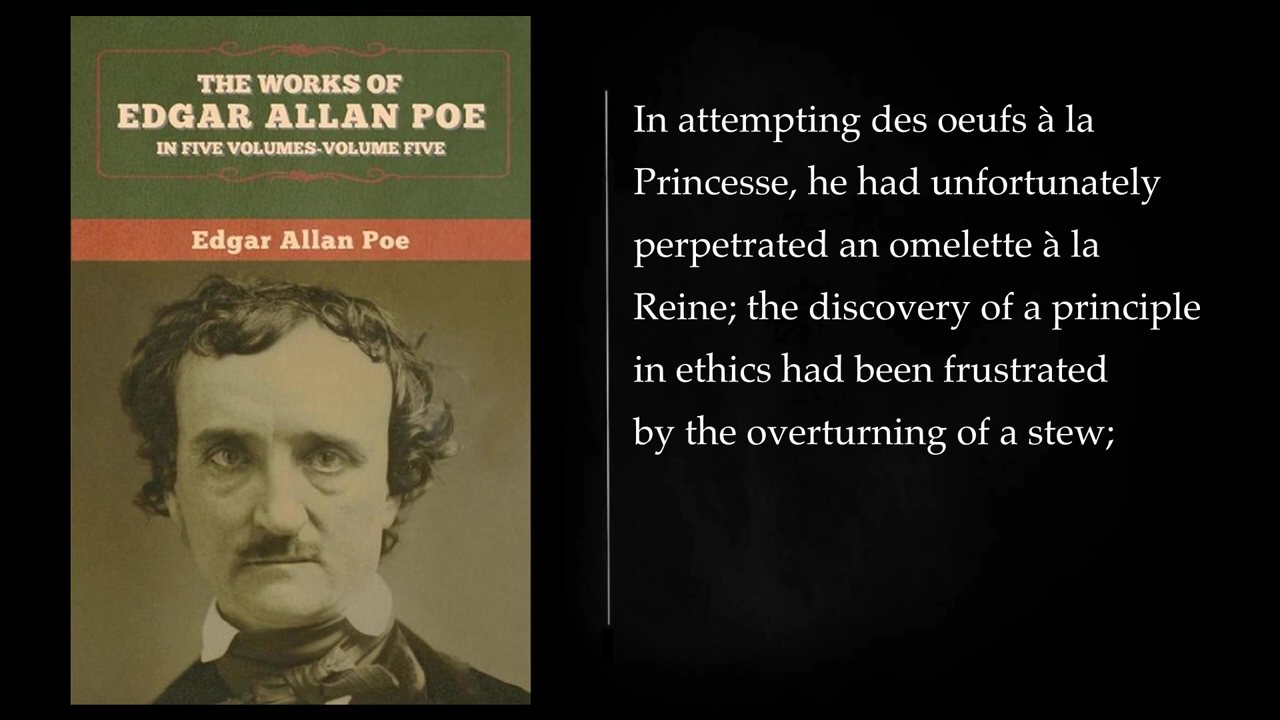 THE WORKS OF
EDGAR ALLAN POE
IN FIVE VOLUMES-VOLUME FIVE
Edgar Allan Poe
In attempting des oeufs à la
Princesse, he had unfortunately
perpetrated an omelette à la
Reine; the discovery of a principle
in ethics had been frustrated
by the overturning of a stew;